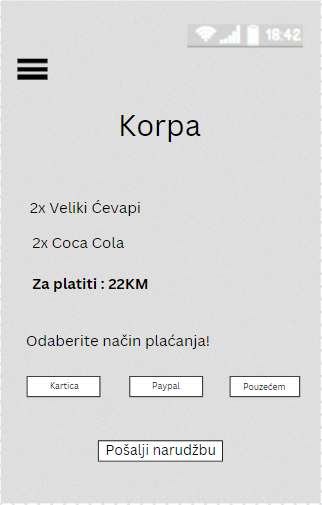 18:42
Korpa
2x Veliki Ćevapi
2x Coca Cola
Za platiti : 22KM
Odaberite način plaćanja!
Kartica Paypal Pouzećem
Pošalji narudžbu